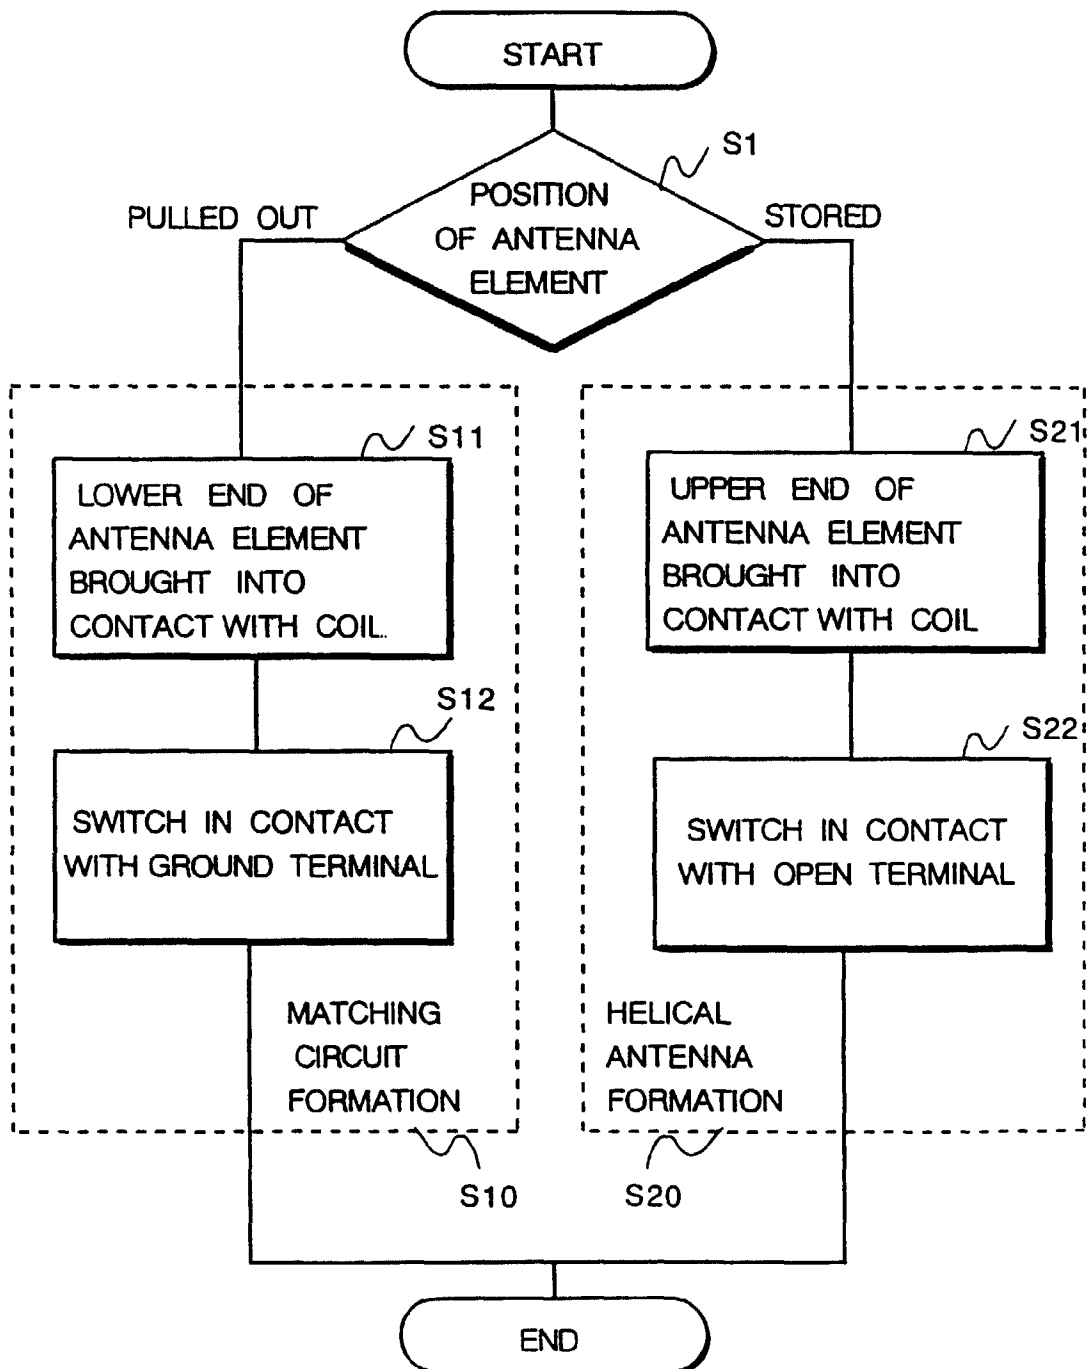 START
S1
POSITION
OF ANTENNA
ELEMENT
PULLED OUT
STORED
S11
LOWER END OF
ANTENNA ELEMENT
BROUGHT INTO
CONTACT WITH COIL.
S12
SWITCH IN CONTACT
WITH GROUND TERMINAL
MATCHING
CIRCUIT
FORMATION
S10
S21
UPPER END OF
ANTENNA ELEMENT
BROUGHT INTO
CONTACT WITH COIL
S22
SWITCH IN CONTACT
WITH OPEN TERMINAL
HELICAL
ANTENNA
FORMATION
S20
END